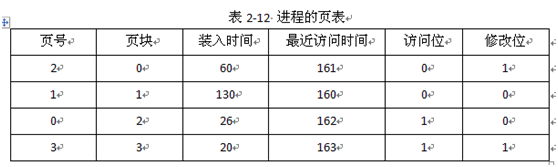 表 2-12 进程的页表
页号 页块 装入时间 最近访问时间 访问位 修改位
2 0 60 161 0 1
1 1 130 160 0 0
0 2 26 162 1 0
3 3 20 163 1 1